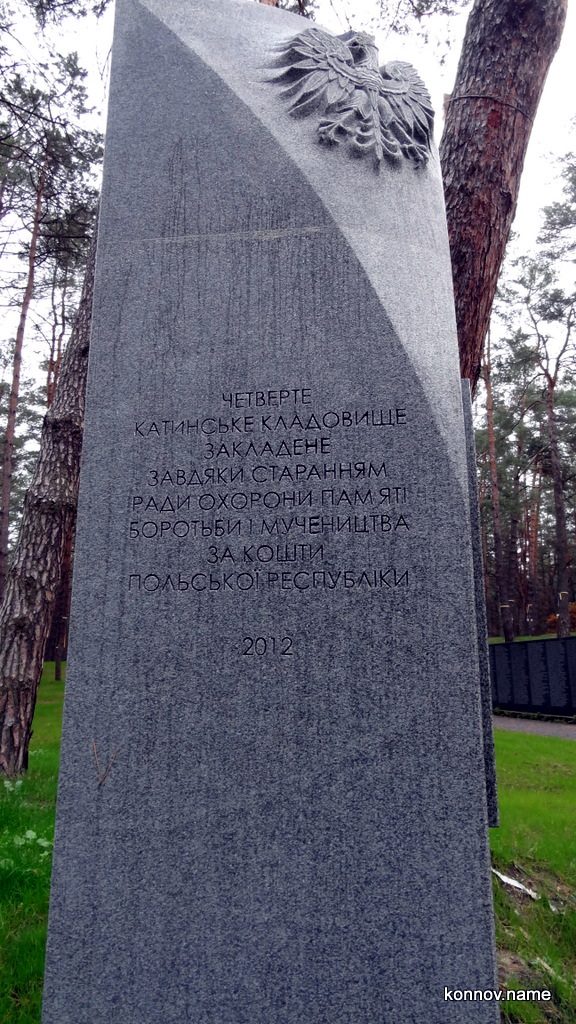 ЧЕТВЕРТЕ
КАТИНСЬКЕ КЛАДОВИЩЕ
ЗАКЛАДЕНЕ
ЗАВДЯКИ СТАРАННЯМ
РАДИ ОХОРОНИ ПАМ ЯТІ
БОРОТЬБИ І МУЧЕНИЦТВА
ЗА КОШТИ
ПОЛЬСЬКОЇ РЕСПУБЛІКИ
2012
konnov.name